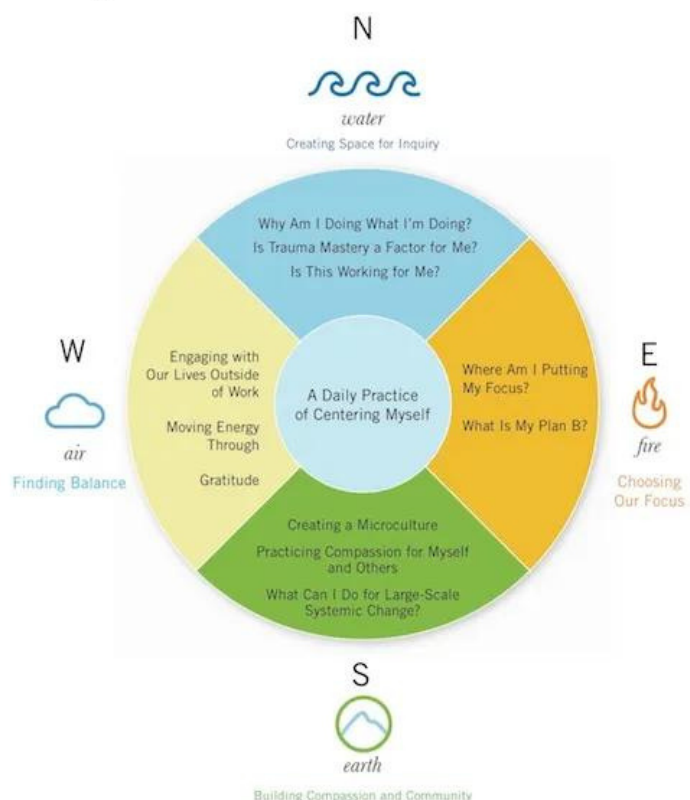 N
water
Creating Space for Inquiry
Why Am I Doing What I'm Doing?
Is Trauma Mastery a Factor for Me?
Is This Working for Me?
W
air
Finding Balance
Engaging with
Our Lives Outside
of Work
Moving Energy
Through
Gratitude
A Daily Practice
of Centering Myself
Where Am I Putting
My Focus?
What Is My Plan B?
E
fire
Choosing
Our Focus
Creating a Microculture
Practicing Compassion for Myself
and Others
What Can I Do for Large-Scale
Systemic Change?
S
earth
Building Compassion and Community